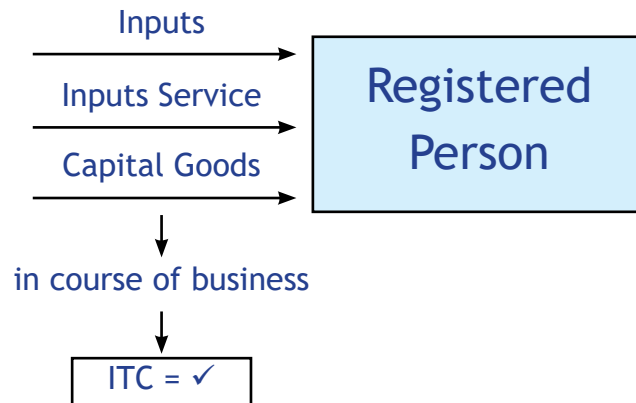 Inputs
Inputs Service
Capital Goods
Registered
Person
in course of business
ITC = ✓